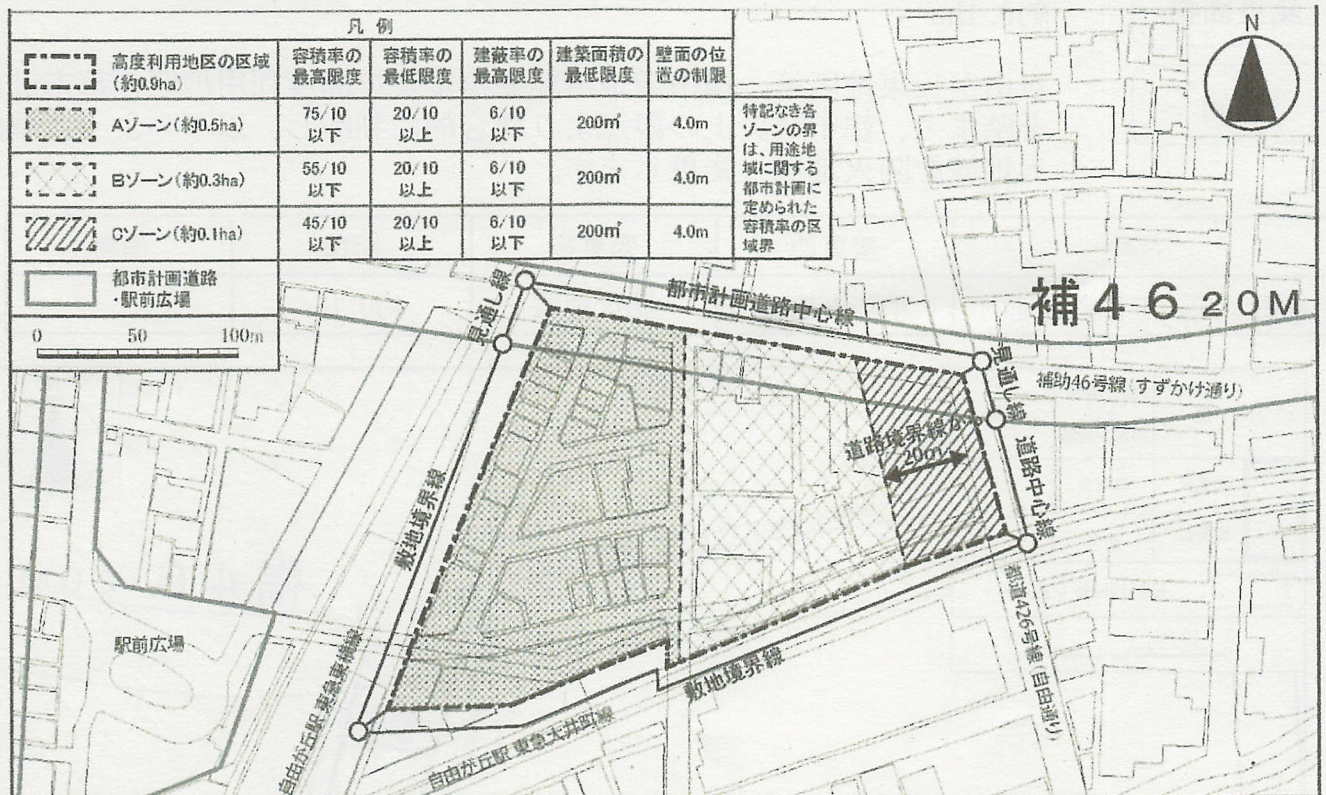 凡 例
高度利用地区の区域
(約0.9ha)
容積率の
最高限度
容積率の
最低限度
建蔽率の
最高限度
建築面積の
最低限度
壁面の位
置の制限
Aゾーン(約0.5ha)
75/10
以下
20/10
以上
6/10
以下
200㎡
4.0m
Bゾーン(約0.3ha)
55/10
以下
20/10
以上
6/10
以下
200㎡
4.0m
Cゾーン(約0.1ha)
45/10
以下
20/10
以上
6/10
以下
200㎡
4.0m
特記なき各
ゾーンの界
は、用途地
域に関する
都市計画に
定められた
容積率の区
域界
都市計画道路
・駅前広場
0 50 100m
N
見通し線
都市計画道路中心線
補46 20M
見通し線
補助46号線(すずかけ通り)
道路境界線から
20m
道路中心線
敷地境界線
敷地境界線
駅前広場
自由が丘駅 東急東横線
自由が丘駅 東急大井町線
都道426号線(自由通り)